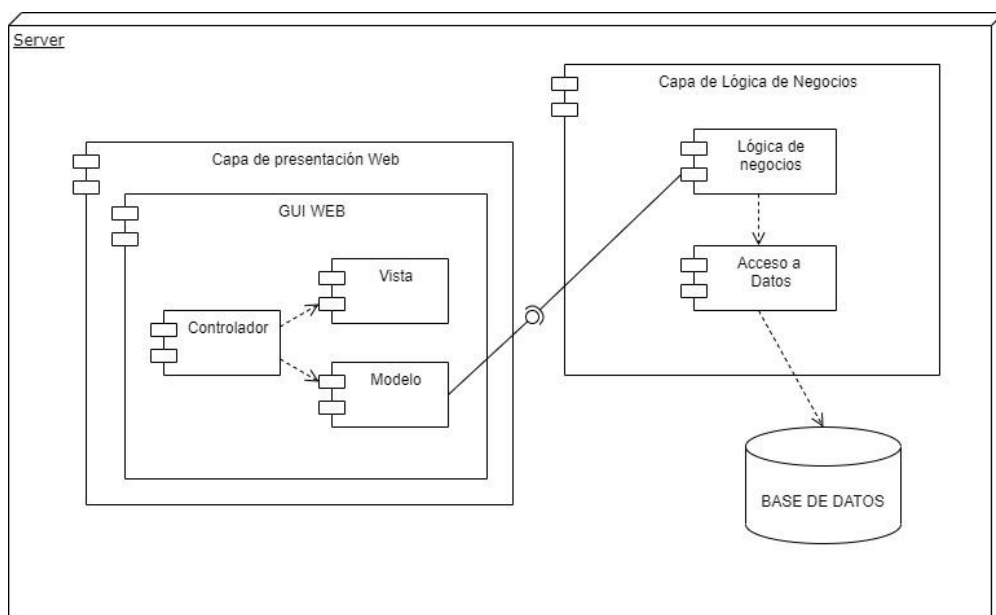 Server
Capa de Lógica de Negocios
Lógica de
negocios
Acceso a
Datos
Capa de presentación Web
GUI WEB
Vista
Controlador
Modelo
BASE DE DATOS